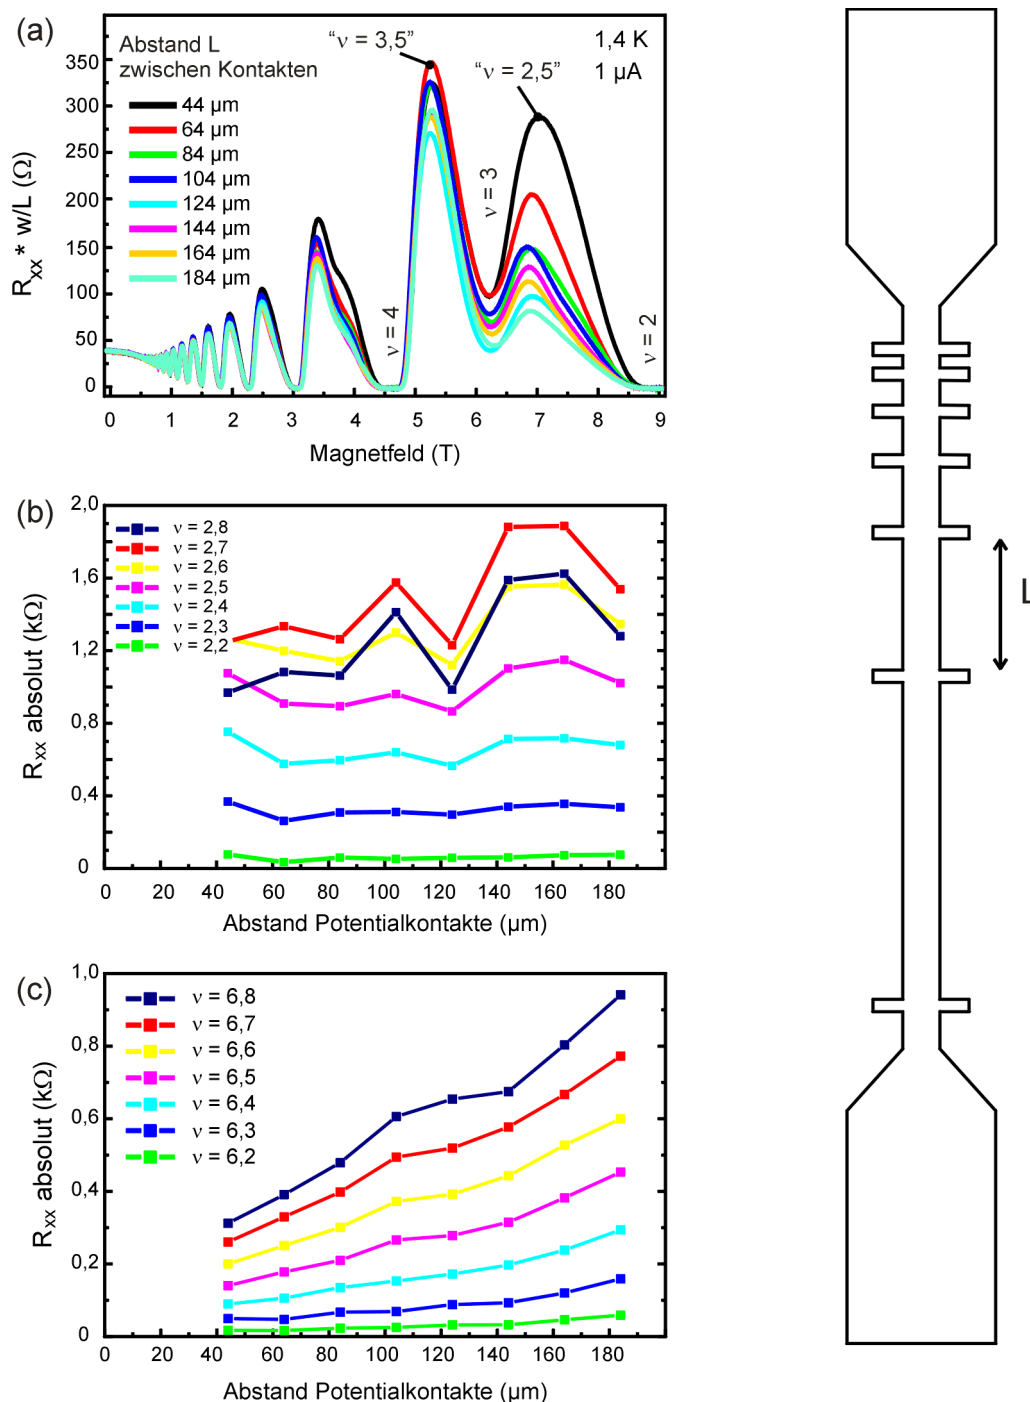 (a)
Abstand L
zwischen Kontakten
44 µm
64 µm
84 µm
104 µm
124 µm
144 µm
164 µm
184 µm
“ν = 3,5”
“ν = 2,5”
1,4 K
1 µA
ν = 4
ν = 3
ν = 2
Rxx * w/L (Ω)
350
300
250
200
150
100
50
0
0 1 2 3 4 5 6 7 8 9
Magnetfeld (T)
(b)
ν = 2,8
ν = 2,7
ν = 2,6
ν = 2,5
ν = 2,4
ν = 2,3
ν = 2,2
Rxx absolut (kΩ)
2,0
1,6
1,2
0,8
0,4
0
0 20 40 60 80 100 120 140 160 180
Abstand Potentialkontakte (µm)
(c)
ν = 6,8
ν = 6,7
ν = 6,6
ν = 6,5
ν = 6,4
ν = 6,3
ν = 6,2
Rxx absolut (kΩ)
1,0
0,8
0,6
0,4
0,2
0
0 20 40 60 80 100 120 140 160 180
Abstand Potentialkontakte (µm)
L